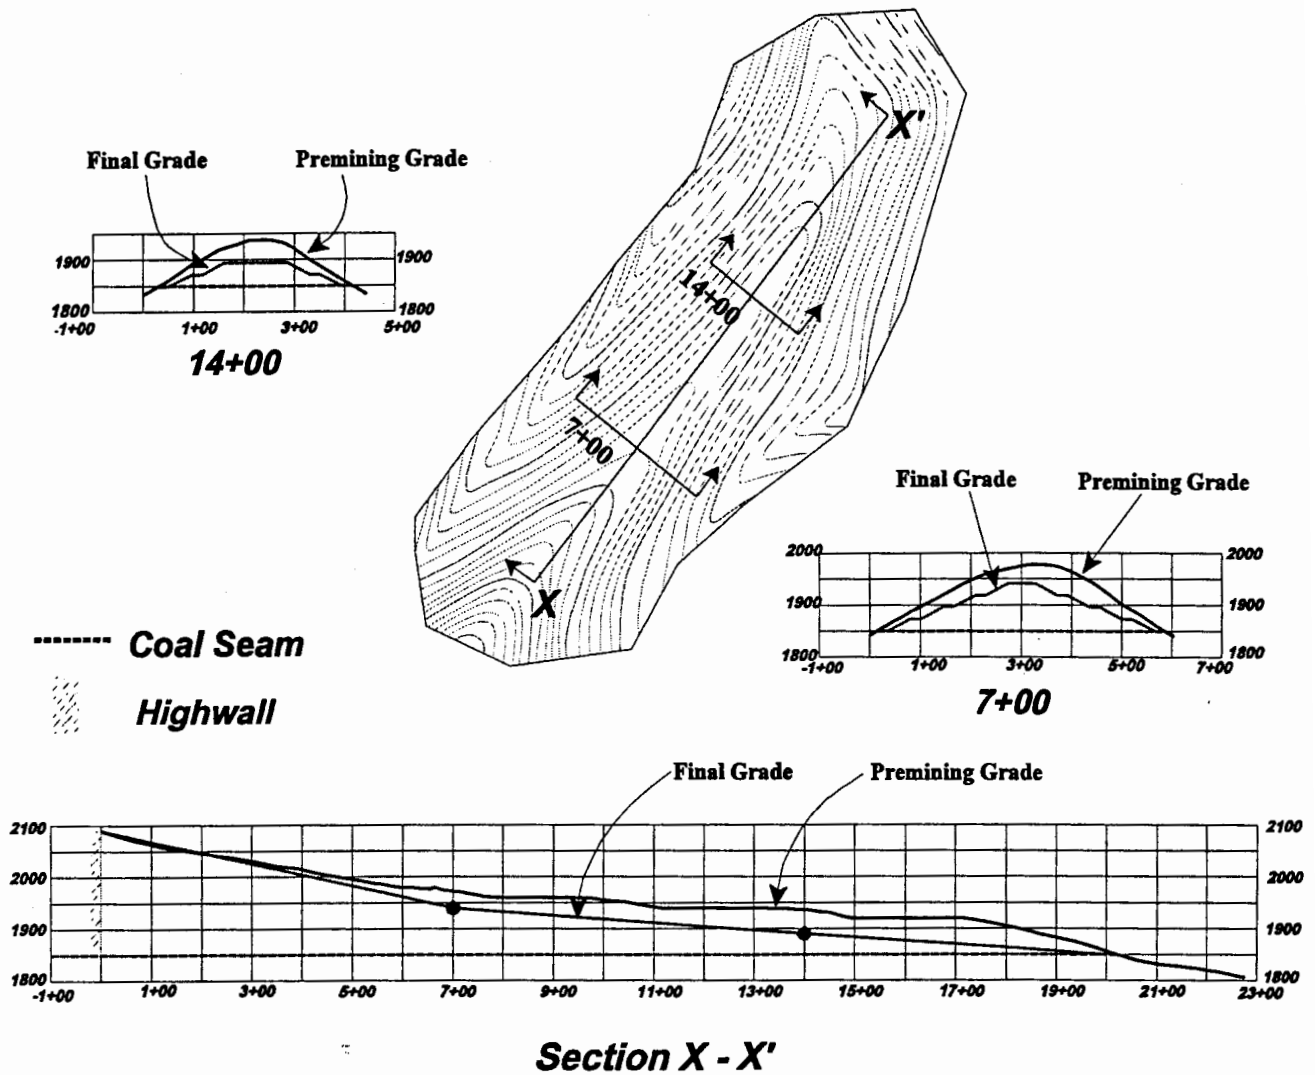 X'
Final Grade Premining Grade
1900 1900
1800 1800
-1+00 1+00 3+00 5+00
14+00
14+00
7+00
X
Final Grade Premining Grade
2000 2000
1900 1900
1800 1800
-1+00 1+00 3+00 5+00 7+00
7+00
Coal Seam
Highwall
Final Grade Premining Grade
2100 2100
2000 2000
1900 1900
1800 1800
-1+00 1+00 3+00 5+00 7+00 9+00 11+00 13+00 15+00 17+00 19+00 21+00 23+00
Section X - X'